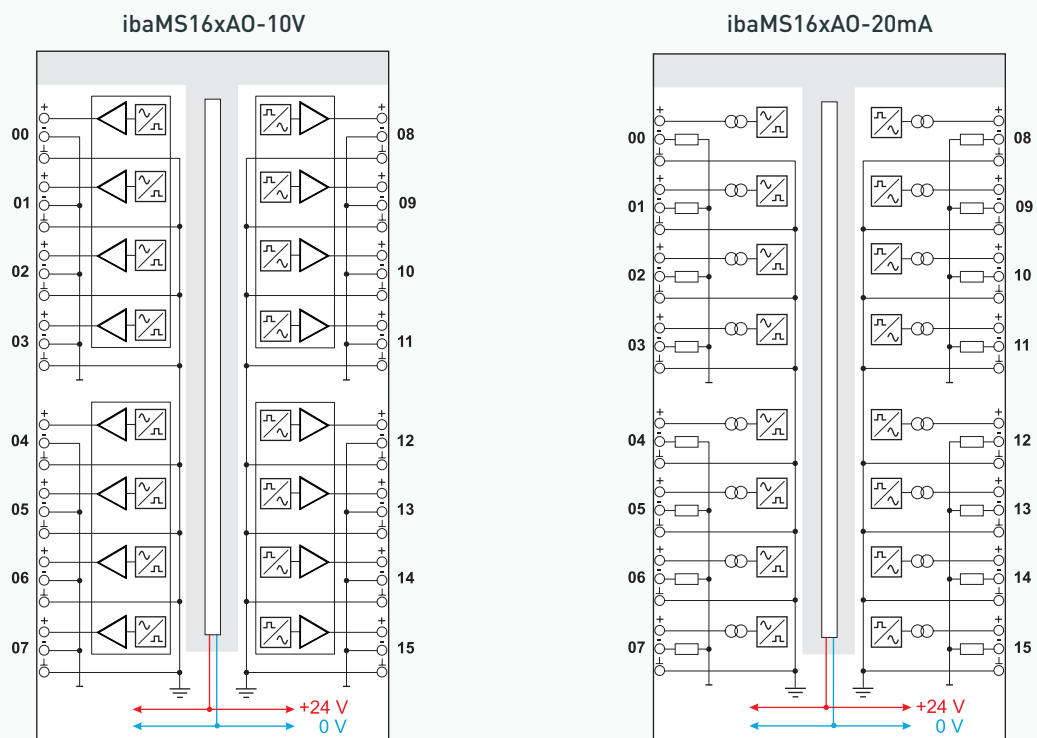 ibaMS16xAO-10V
ibaMS16xAO-20mA
+ - ⊥ 00
+ - ⊥ 01
+ - ⊥ 02
+ - ⊥ 03
+ - ⊥ 04
+ - ⊥ 05
+ - ⊥ 06
+ - ⊥ 07
+ - ⊥ 08
+ - ⊥ 09
+ - ⊥ 10
+ - ⊥ 11
+ - ⊥ 12
+ - ⊥ 13
+ - ⊥ 14
+ - ⊥ 15
+24 V
0 V
+ - ⊥ 00
+ - ⊥ 01
+ - ⊥ 02
+ - ⊥ 03
+ - ⊥ 04
+ - ⊥ 05
+ - ⊥ 06
+ - ⊥ 07
+ - ⊥ 08
+ - ⊥ 09
+ - ⊥ 10
+ - ⊥ 11
+ - ⊥ 12
+ - ⊥ 13
+ - ⊥ 14
+ - ⊥ 15
+24 V
0 V